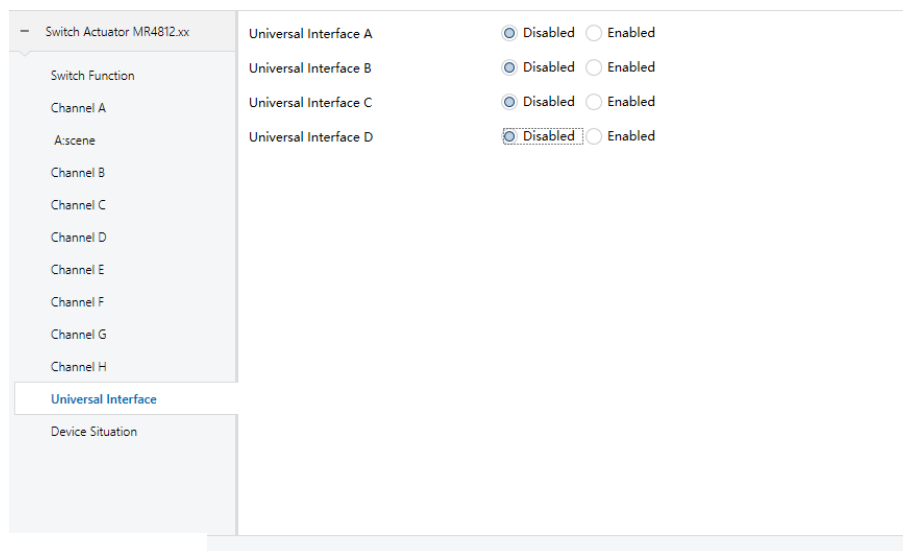 Switch Actuator MR4812.xx
Switch Function
Channel A
A:scene
Channel B
Channel C
Channel D
Channel E
Channel F
Channel G
Channel H
Universal Interface
Device Situation
Universal Interface A Disabled Enabled
Universal Interface B Disabled Enabled
Universal Interface C Disabled Enabled
Universal Interface D Disabled Enabled